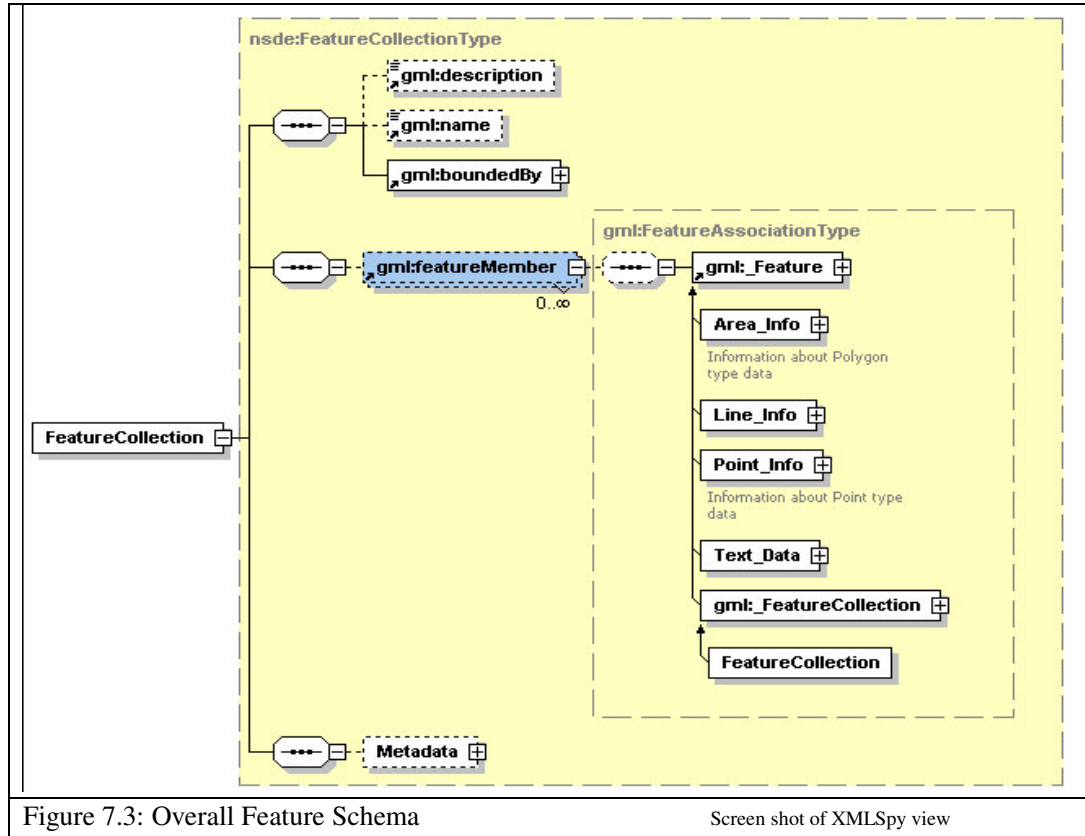 nsde:FeatureCollectionType
gml:description
gml:name
gml:boundedBy
gml:FeatureAssociationType
gml:featureMember
0..∞
gml:_Feature
Area_Info
Information about Polygon
type data
Line_Info
FeatureCollection
Point_Info
Information about Point type
data
Text_Data
gml:_FeatureCollection
FeatureCollection
Metadata
Figure 7.3: Overall Feature Schema
Screen shot of XMLSpy view